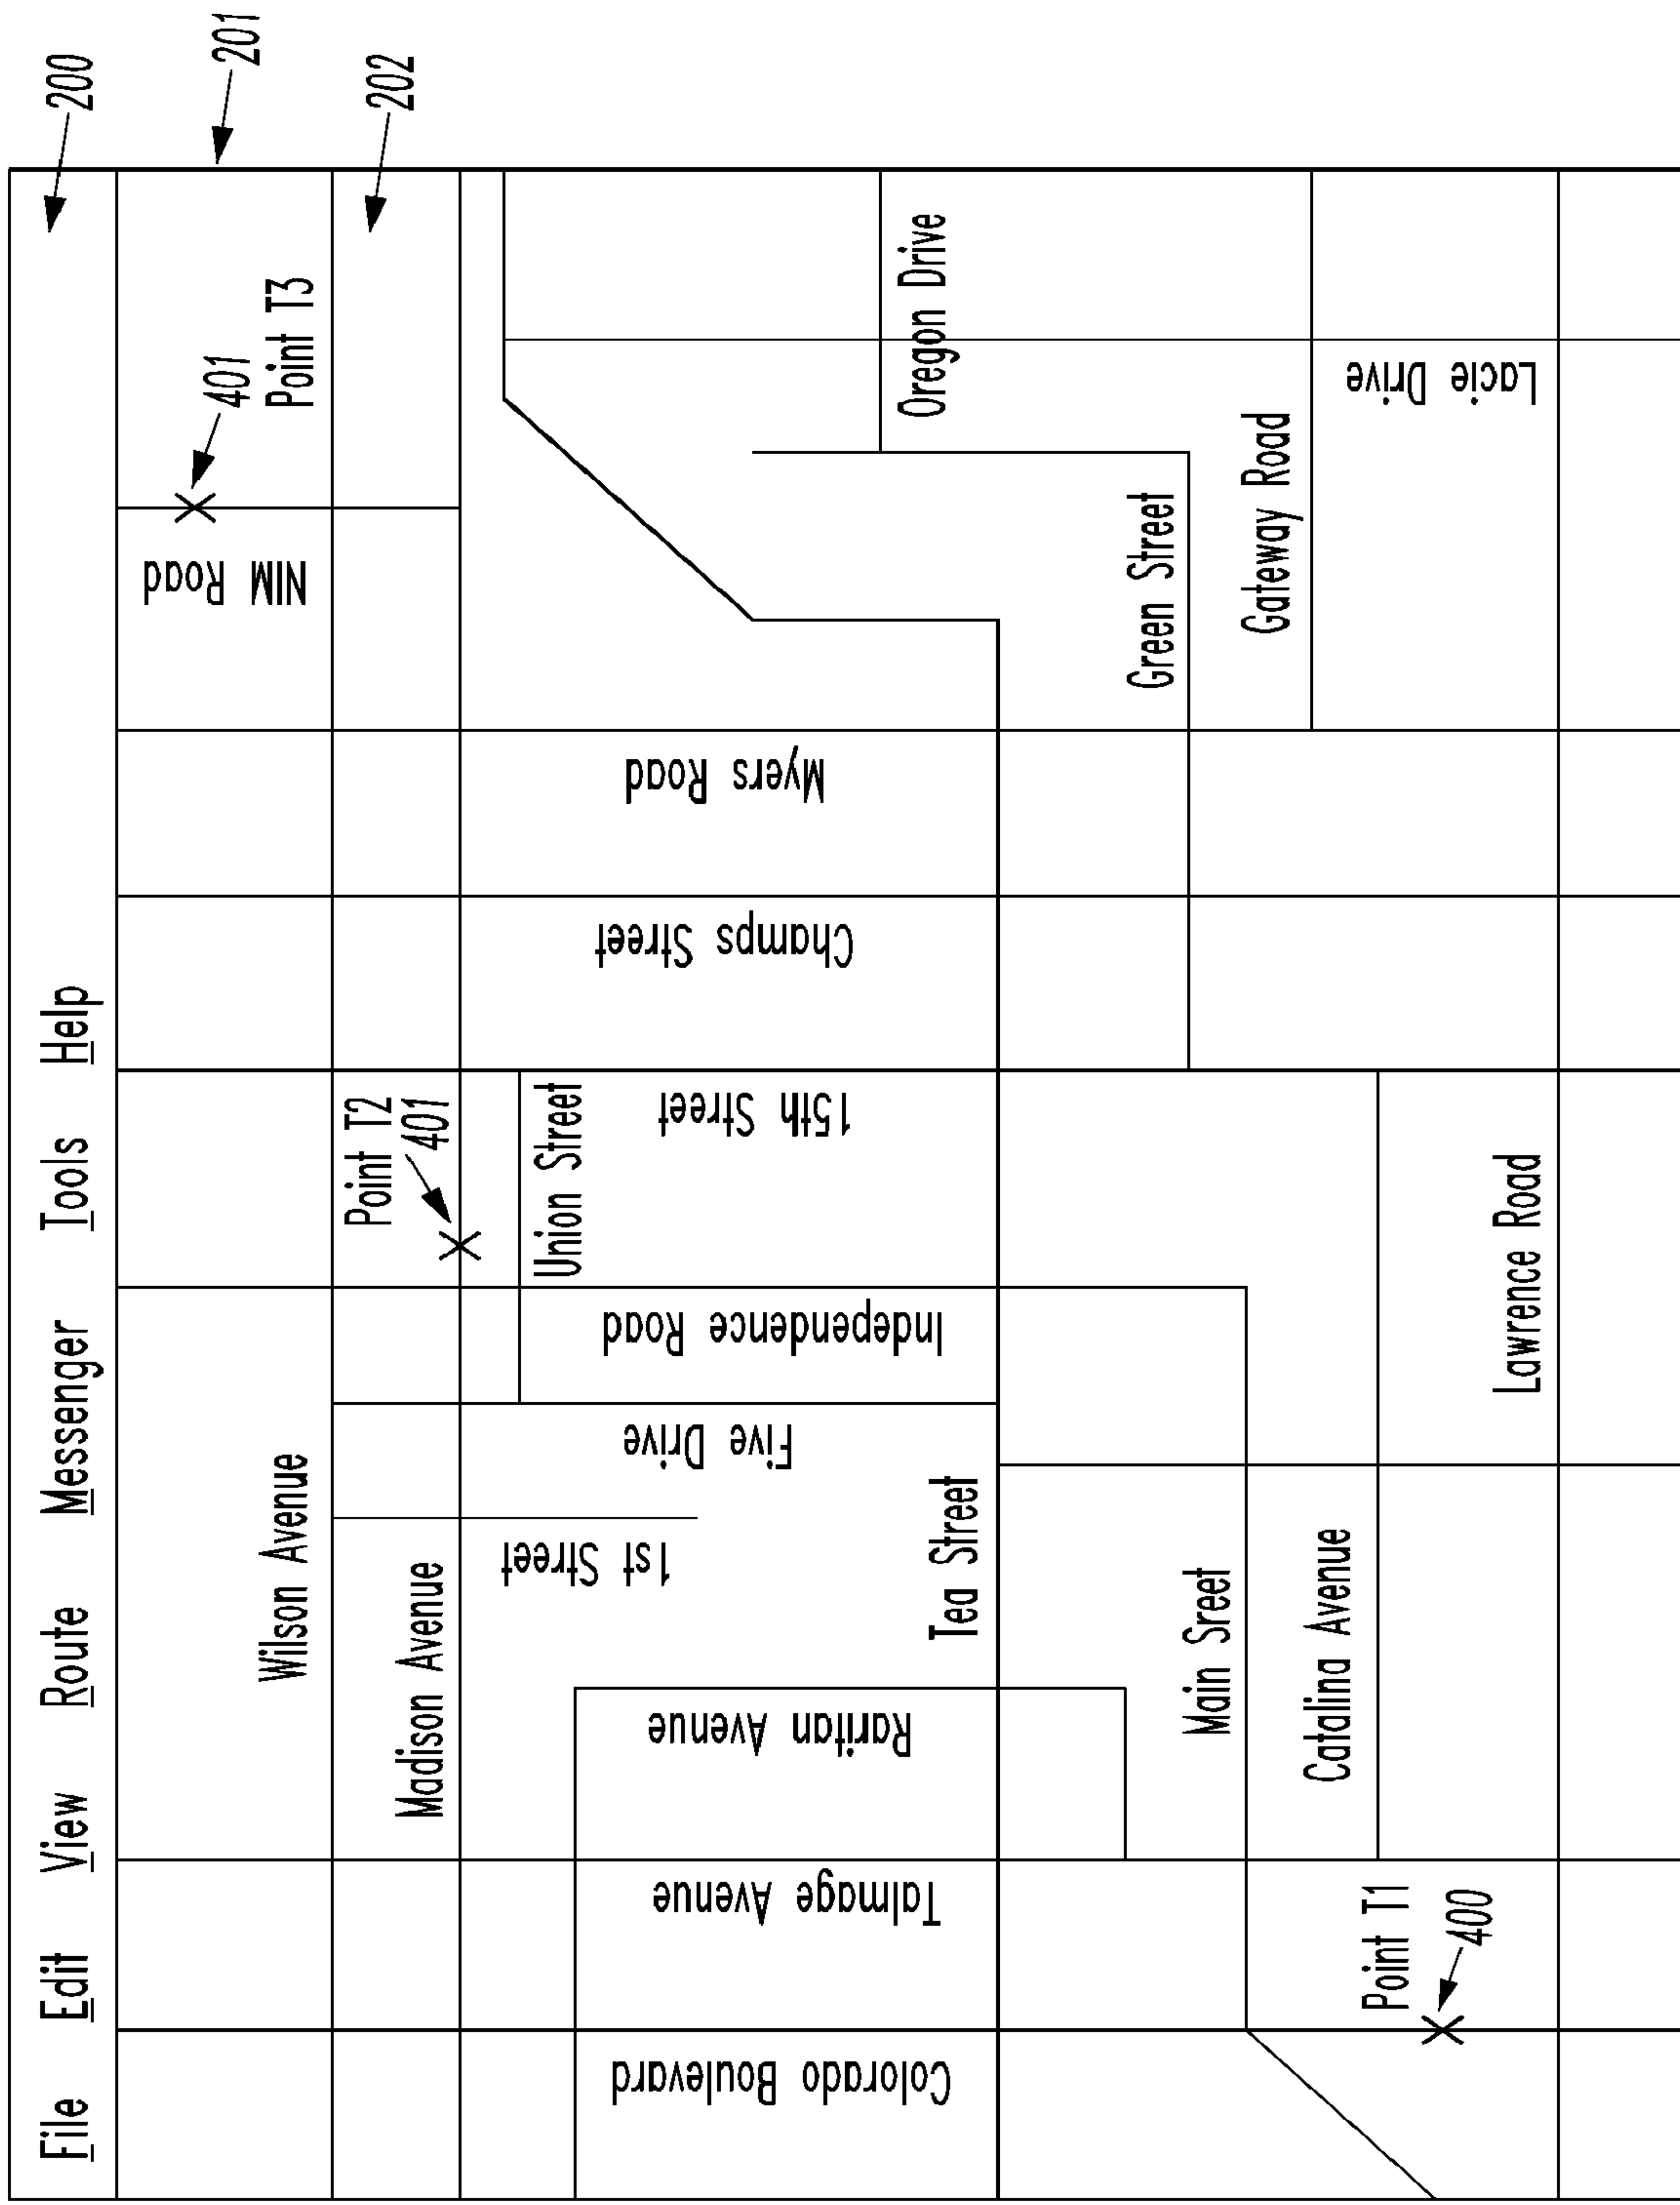 File Edit View Route Messenger Tools Help
200
201
202
Wilson Avenue
NIM Road
401
Point T3
Madison Avenue
Point T2
401
1st Street
Union Street
Five Drive
Independence Road
15th Street
Champs Street
Myers Road
Oregon Drive
Colorado Boulevard
Talmage Avenue
Raritan Avenue
Tea Street
Main Sreet
Green Street
Gateway Road
Catalina Avenue
Lacie Drive
Point T1
400
Lawrence Road